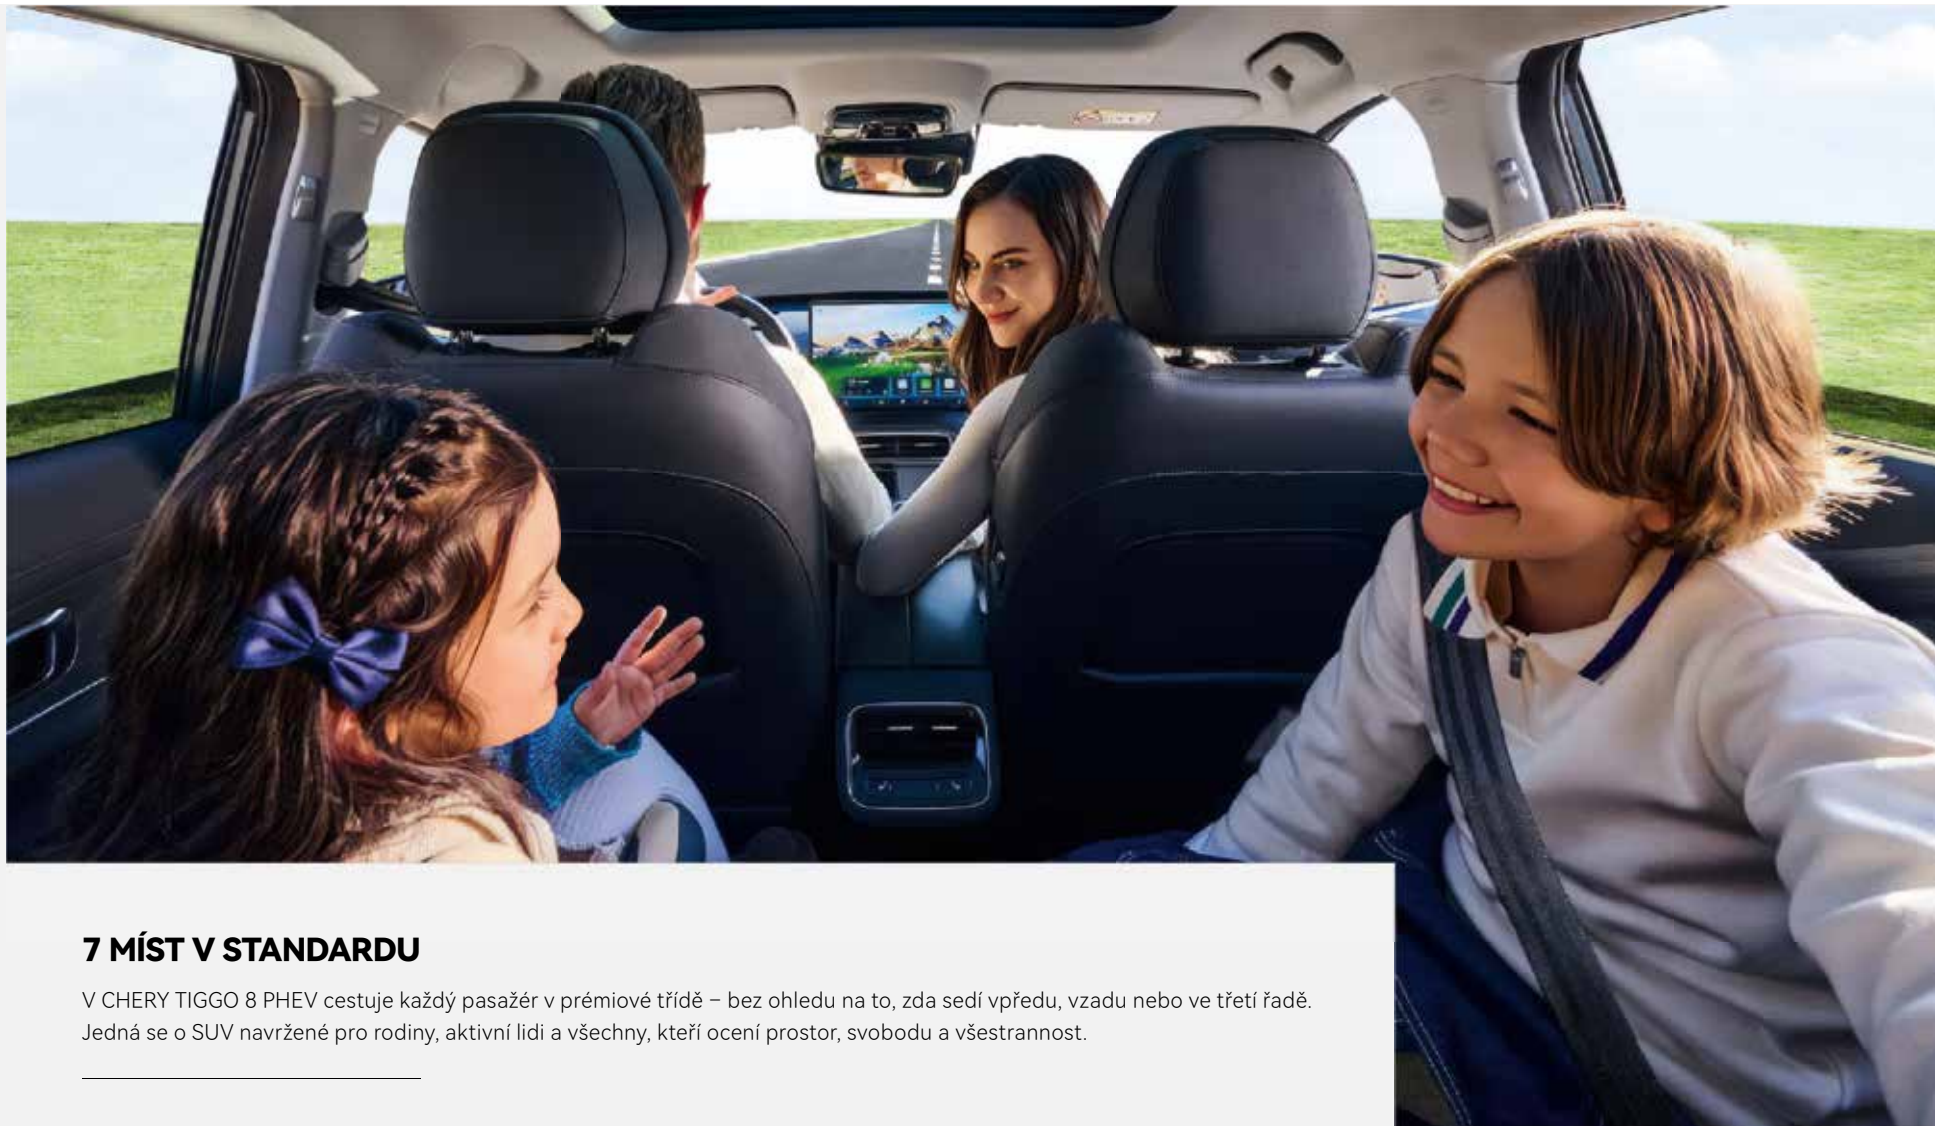 7 MÍST V STANDARDU
V CHERY TIGGO 8 PHEV cestuje každý pasažér v prémiové třídě – bez ohledu na to, zda sedí vpředu, vzadu nebo ve třetí řadě.
Jedná se o SUV navržené pro rodiny, aktivní lidi a všechny, kteří ocení prostor, svobodu a všestrannost.